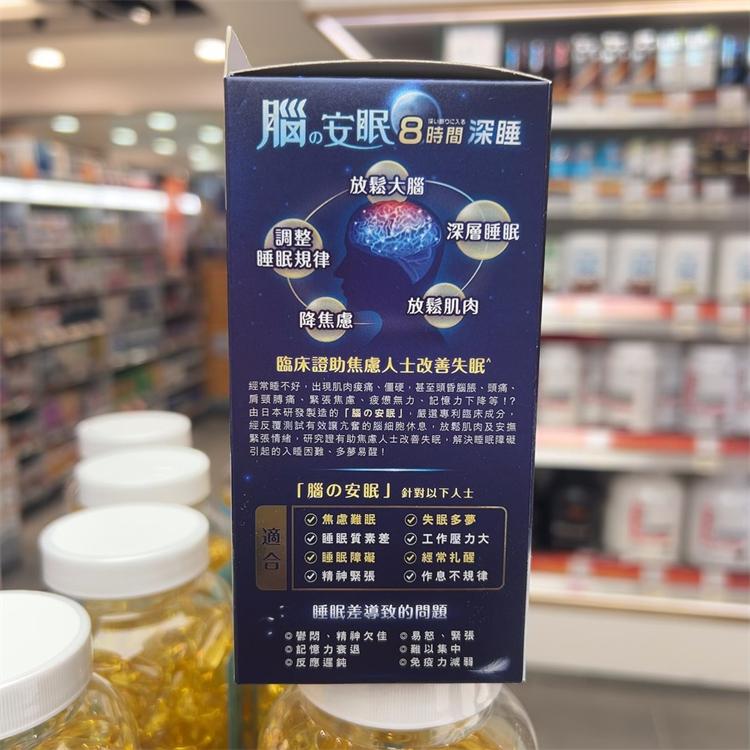 腦の安眠 深い眠りに入る 8時間 深睡
放鬆大腦
調整
睡眠規律
深層睡眠
降焦慮
放鬆肌肉
臨床證助焦慮人士改善失眠^
經常睡不好，出現肌肉痠痛、僵硬，甚至頭昏腦脹、頭痛、
肩頸膊痛、緊張焦慮、疲憊無力、記憶力下降等!?
由日本研發製造的「腦の安眠」，嚴選專利臨床成分，
經反覆測試有效讓亢奮的腦細胞休息，放鬆肌肉及安撫
緊張情緒，研究證有助焦慮人士改善失眠，解決睡眠障礙
引起的入睡困難、多夢易醒！
「腦の安眠」針對以下人士
適合
焦慮難眠 失眠多夢
睡眠質素差 工作壓力大
睡眠障礙 經常扎醒
精神緊張 作息不規律
睡眠差導致的問題
◎鬱悶、精神欠佳 ◎易怒、緊張
◎記憶力衰退 ◎難以集中
◎反應遲鈍 ◎免疫力減弱